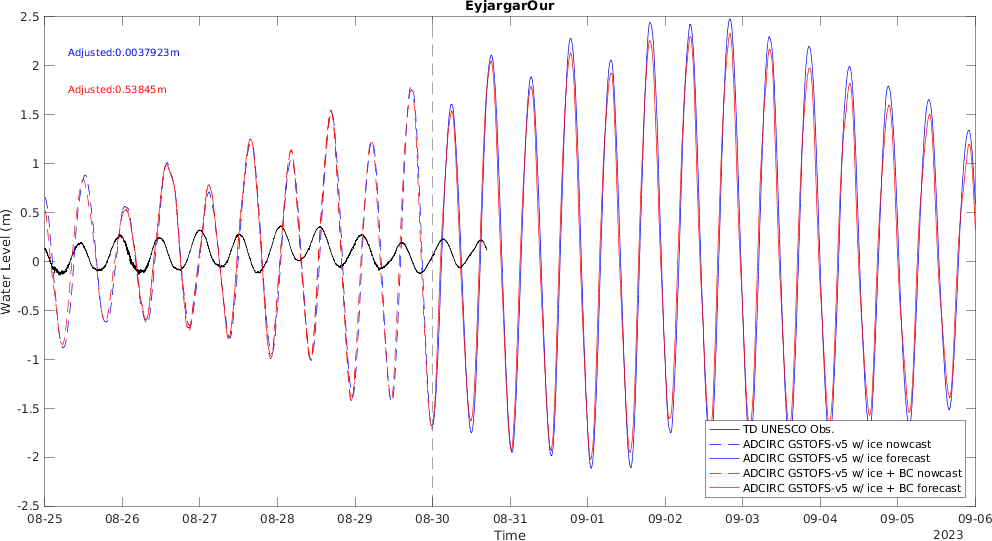 EyjargarOur
2.5
2
1.5
1
0.5
0
-0.5
-1
-1.5
-2
-2.5
Water Level (m)
Adjusted:0.0037923m
Adjusted:0.53845m
TD UNESCO Obs.
ADCIRC GSTOFS-v5 w/ ice nowcast
ADCIRC GSTOFS-v5 w/ ice forecast
ADCIRC GSTOFS-v5 w/ ice + BC nowcast
ADCIRC GSTOFS-v5 w/ ice + BC forecast
08-25 08-26 08-27 08-28 08-29 08-30 08-31 09-01 09-02 09-03 09-04 09-05 09-06
Time
2023